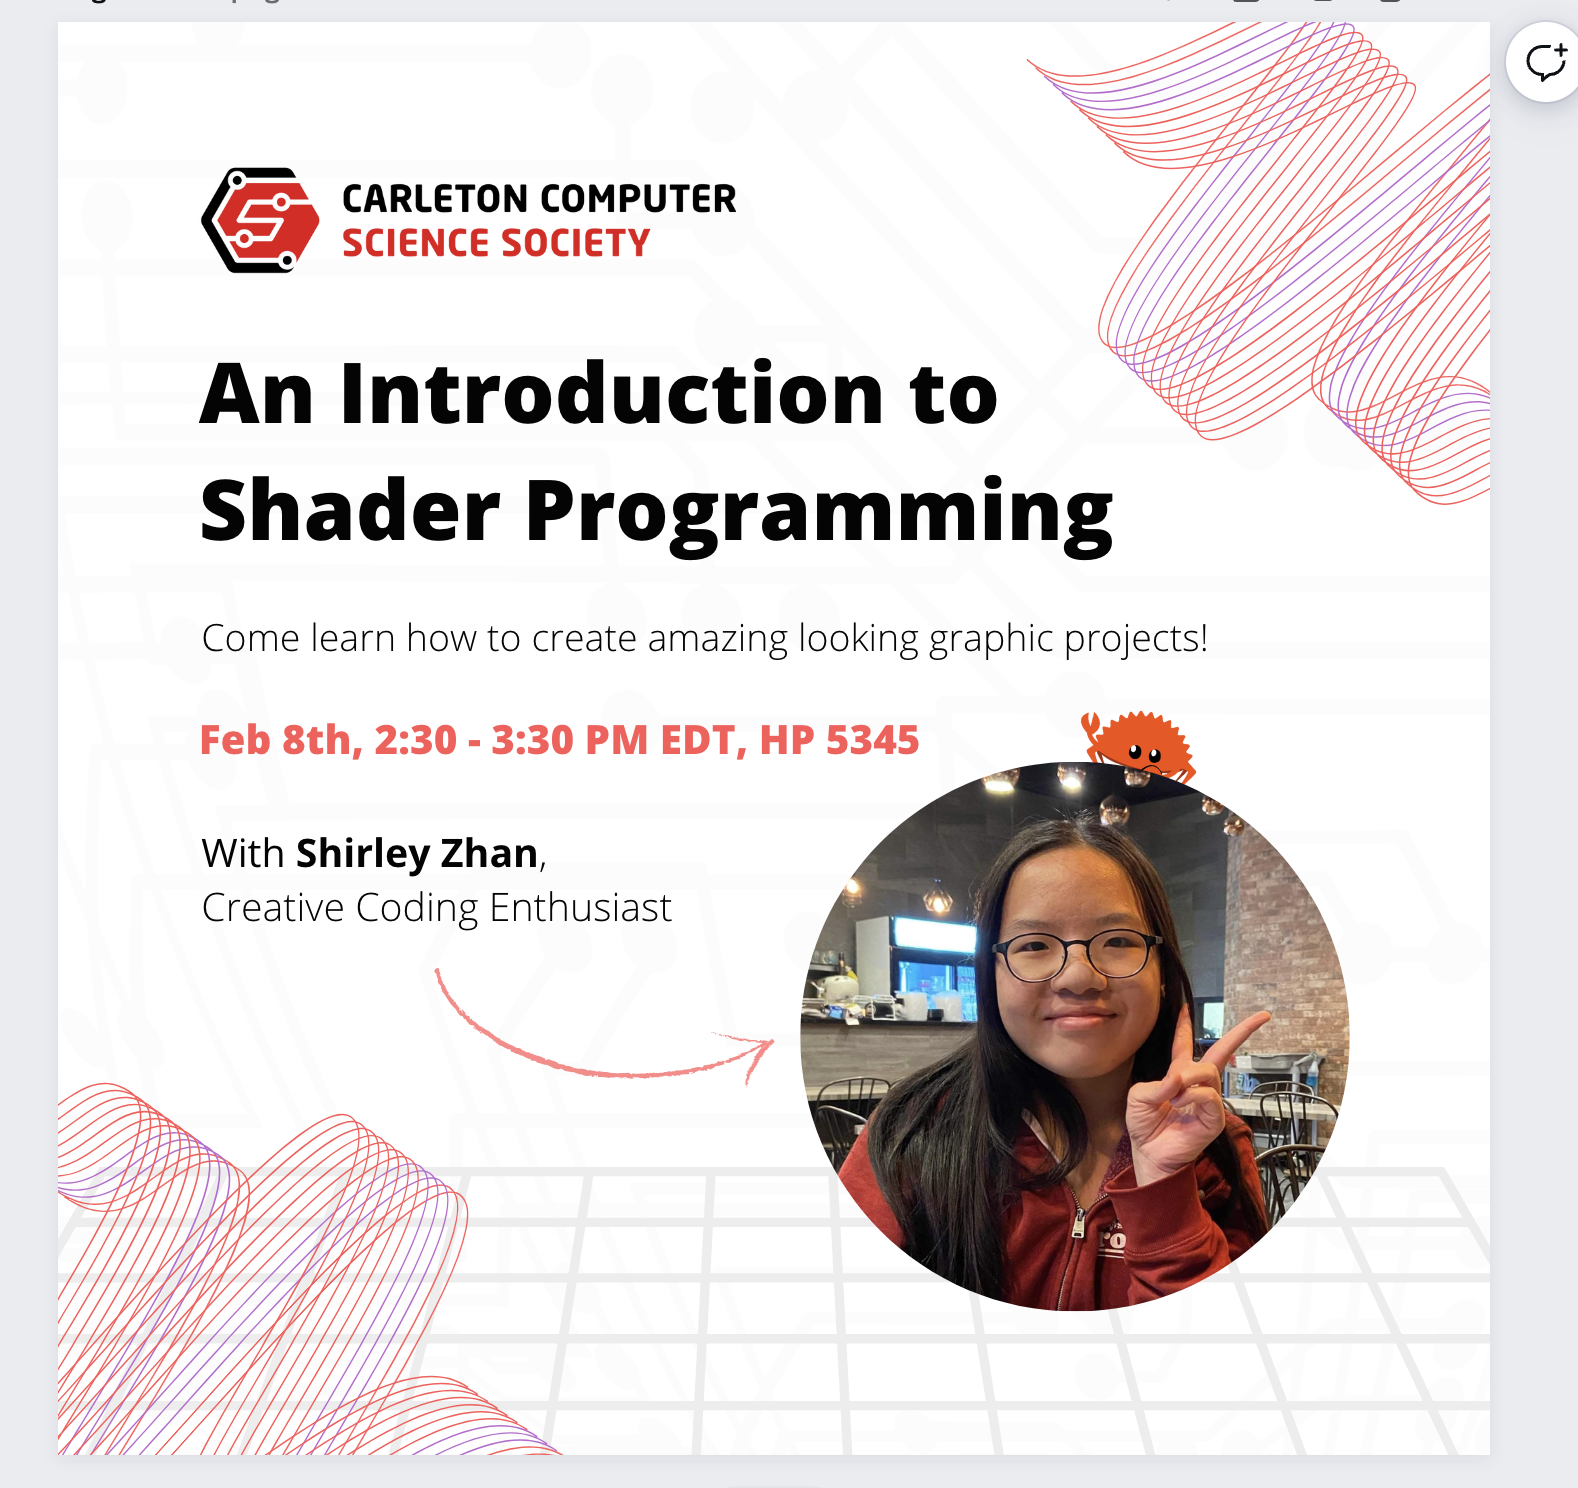 CARLETON COMPUTER
SCIENCE SOCIETY
An Introduction to
Shader Programming
Come learn how to create amazing looking graphic projects!
Feb 8th, 2:30 - 3:30 PM EDT, HP 5345
With Shirley Zhan,
Creative Coding Enthusiast